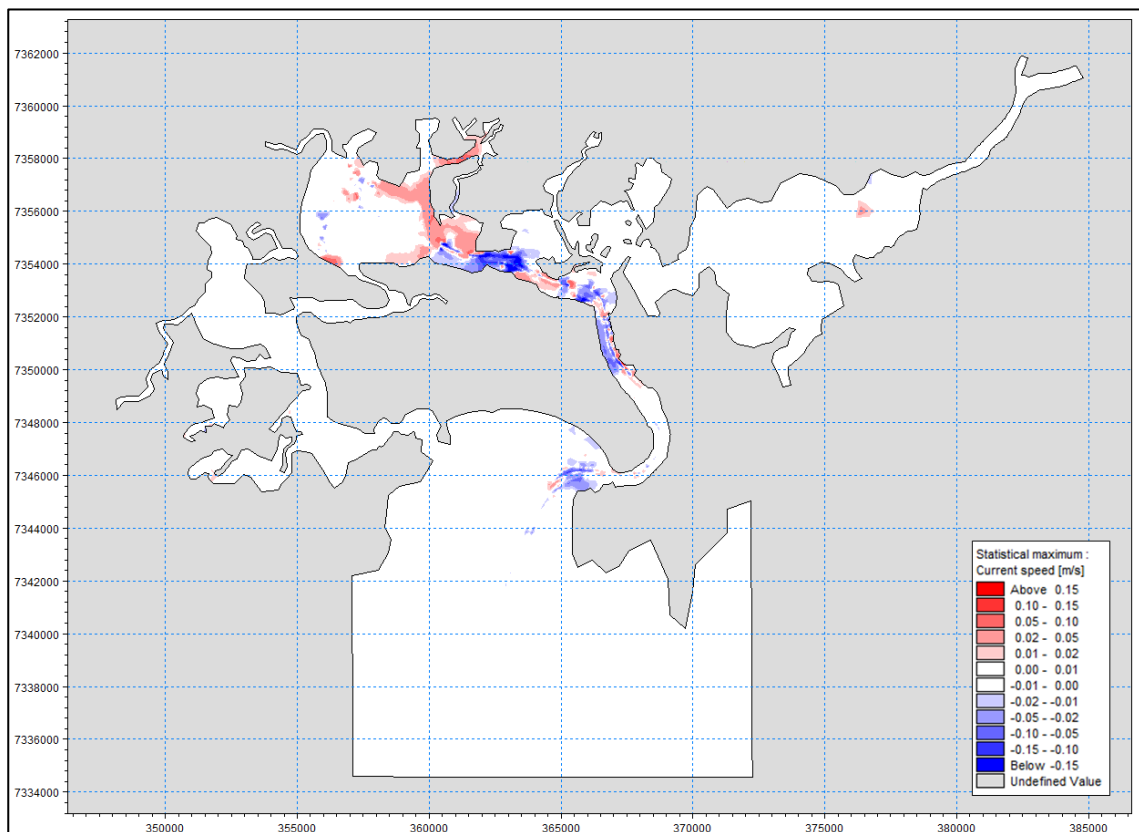 7362000
7360000
7358000
7356000
7354000
7352000
7350000
7348000
7346000
7344000
7342000
7340000
7338000
7336000
7334000
350000 355000 360000 365000 370000 375000 380000 385000
Statistical maximum :
Current speed [m/s]
Above 0.15
0.10 - 0.15
0.05 - 0.10
0.02 - 0.05
0.01 - 0.02
0.00 - 0.01
-0.01 - 0.00
-0.02 - -0.01
-0.05 - -0.02
-0.10 - -0.05
-0.15 - -0.10
Below -0.15
Undefined Value